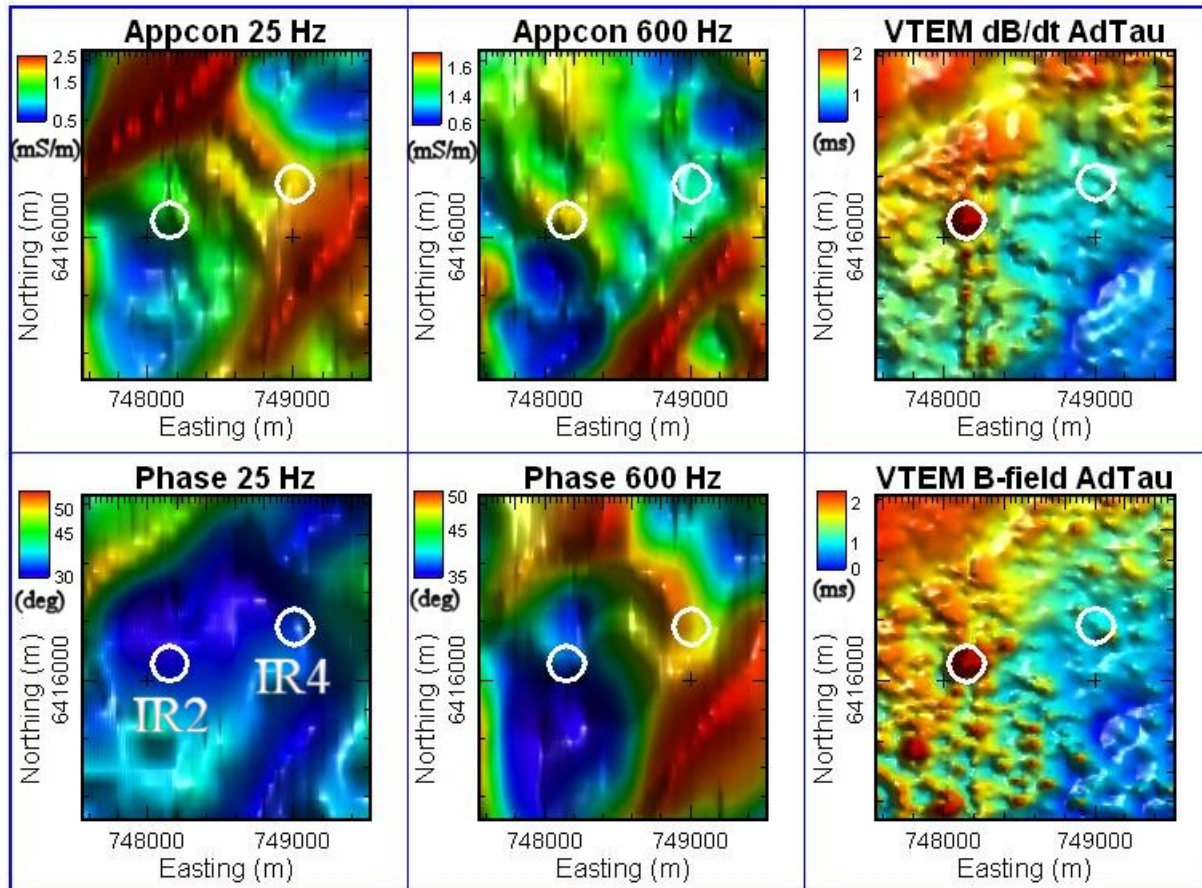 Appcon 25 Hz
2.5
1.5
0.5
(mS/m)
Northing (m)
6416000
748000 749000
Easting (m)
Appcon 600 Hz
1.6
1.4
0.6
(mS/m)
Northing (m)
6416000
748000 749000
Easting (m)
VTEM dB/dt AdTau
2
1
(ms)
Northing (m)
6416000
748000 749000
Easting (m)
Phase 25 Hz
50
45
30
(deg)
Northing (m)
6416000
IR2
IR4
748000 749000
Easting (m)
Phase 600 Hz
50
45
35
(deg)
Northing (m)
6416000
748000 749000
Easting (m)
VTEM B-field AdTau
2
1
0
(ms)
Northing (m)
6416000
748000 749000
Easting (m)